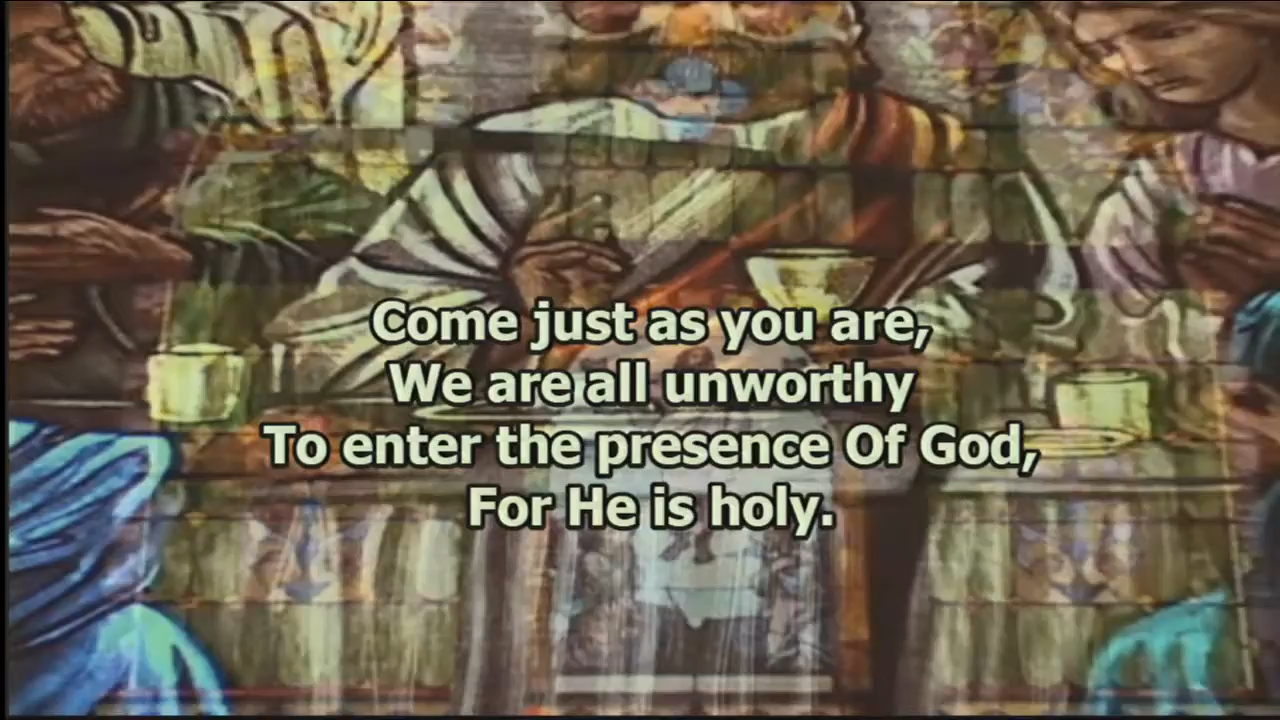 Come just as you are,
We are all unworthy
To enter the presence Of God,
For He is holy.